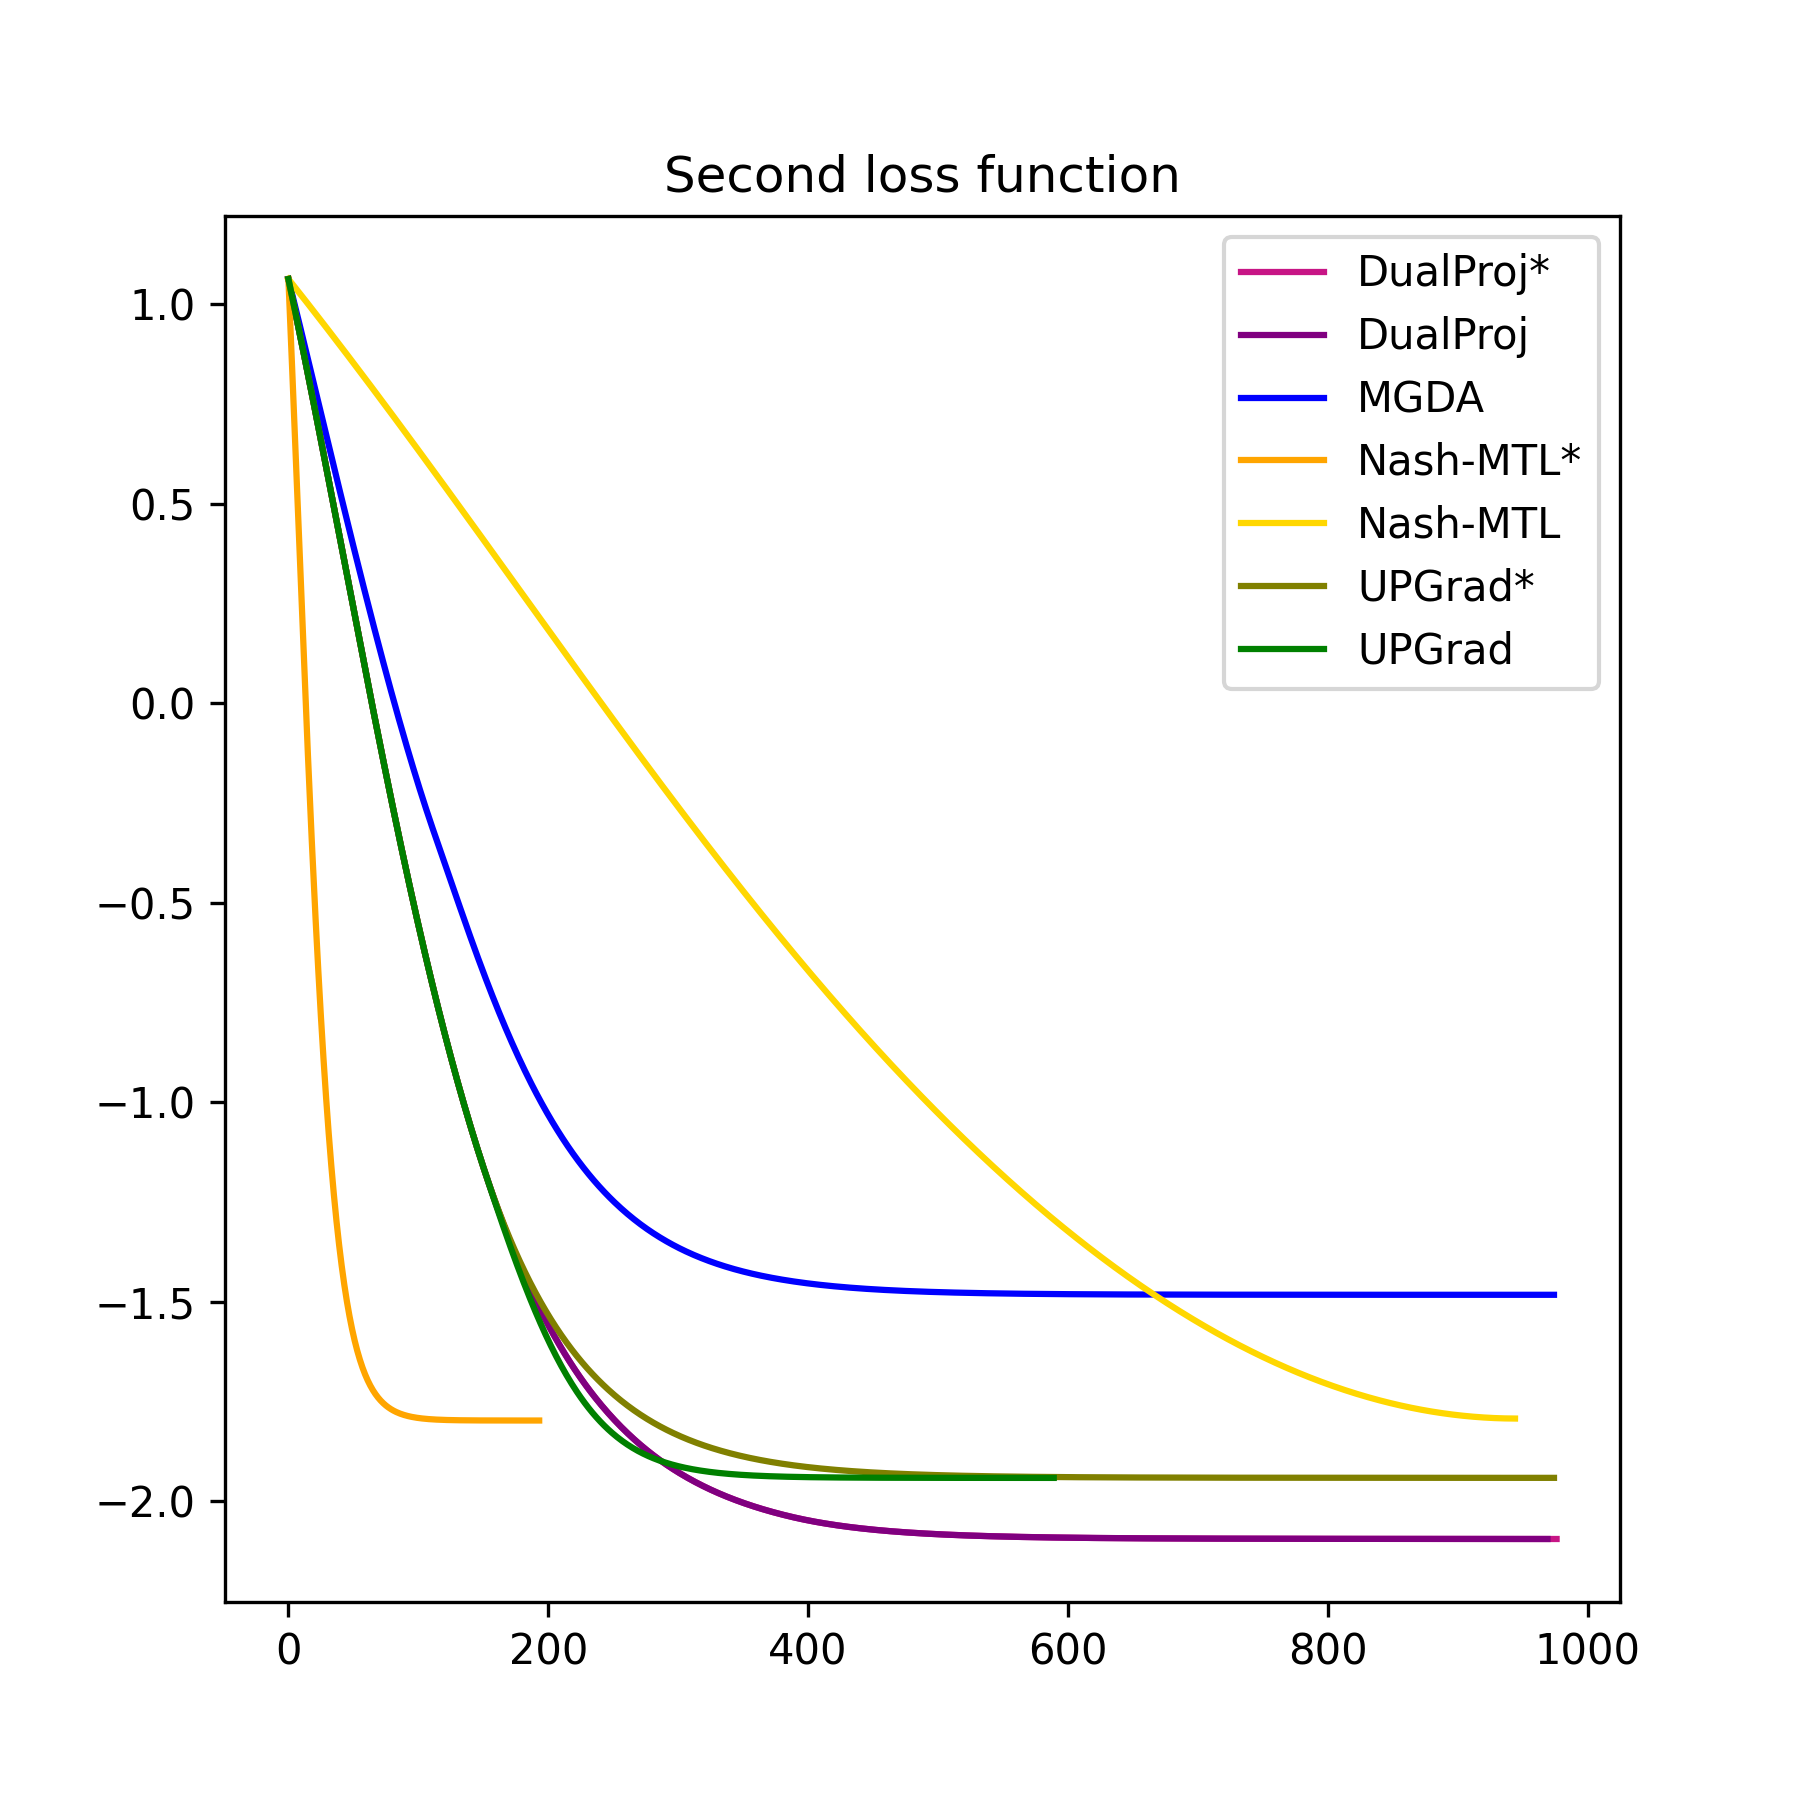 Second loss function
DualProj*
DualProj
MGDA
Nash-MTL*
Nash-MTL
UPGrad*
UPGrad
1.0
0.5
0.0
−0.5
−1.0
−1.5
−2.0
0 200 400 600 800 1000